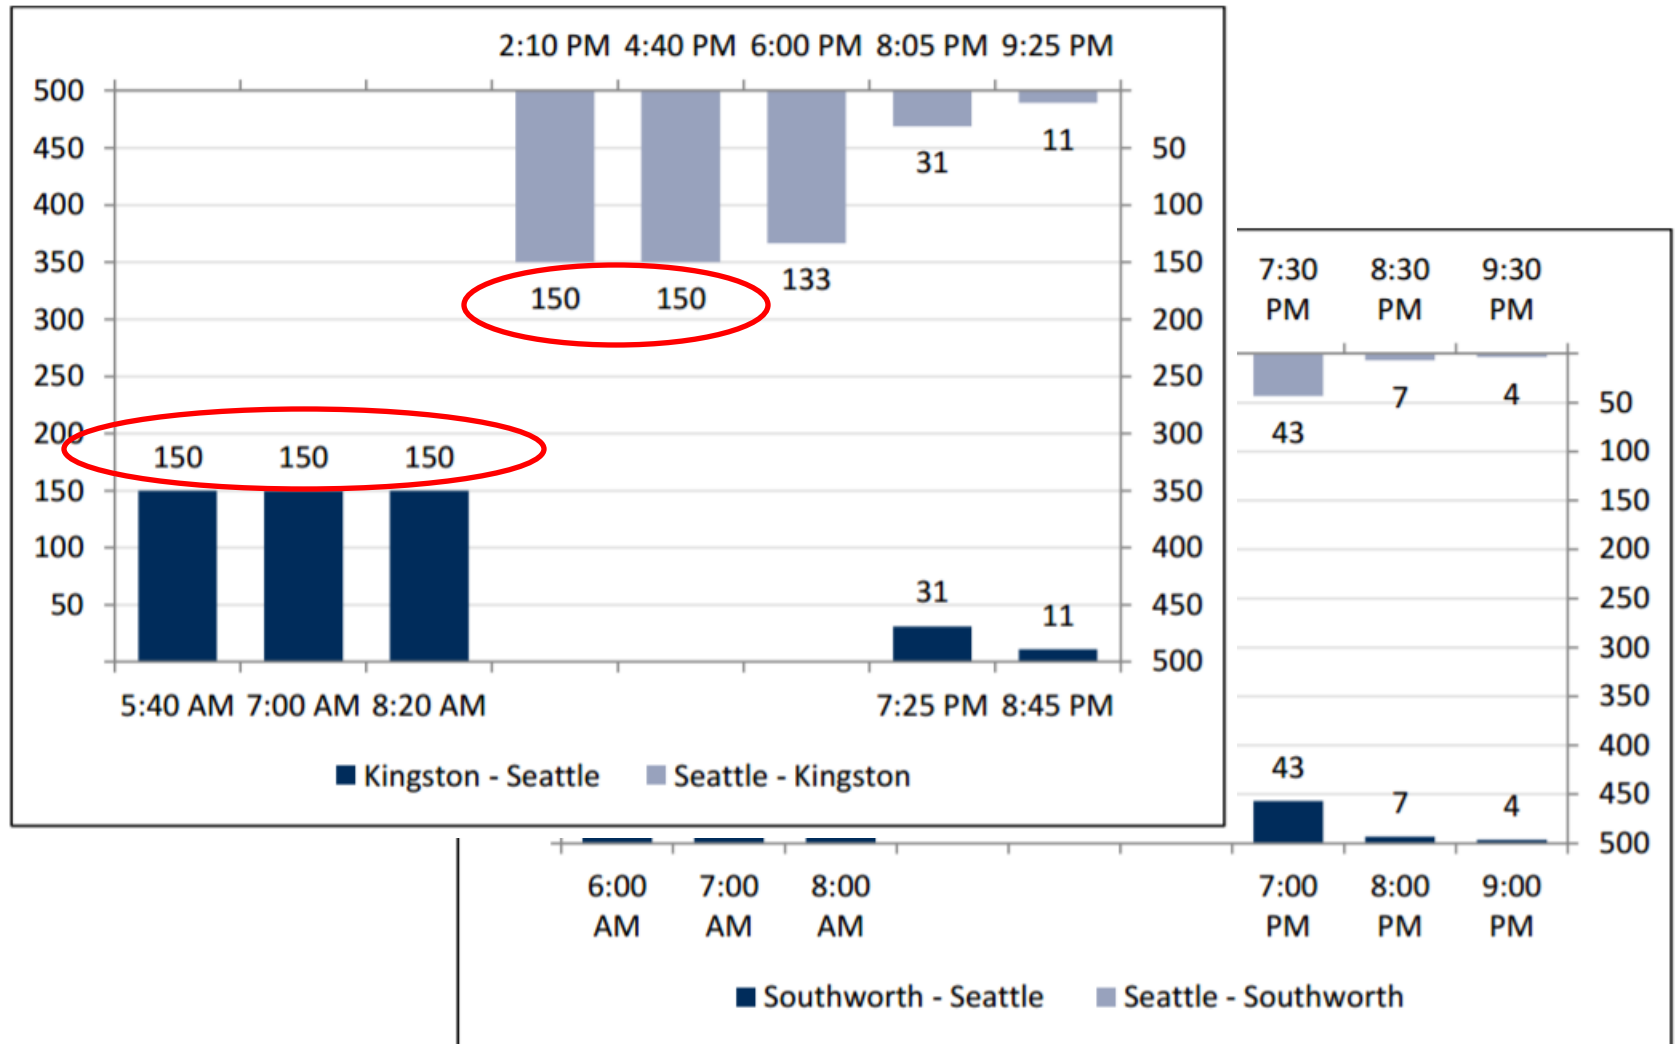 2:10 PM 4:40 PM 6:00 PM 8:05 PM 9:25 PM
500
450 50
400 100
350 150
300 200
250 250
200 300
150 350
100 400
50 450
500
31 11
133
150 150
150 150 150
31 11
5:40 AM 7:00 AM 8:20 AM 7:25 PM 8:45 PM
Kingston - Seattle Seattle - Kingston
7:30 PM 8:30 PM 9:30 PM
43 7 4
50
100
150
200
250
300
350
400
450
500
43 7 4
6:00 AM 7:00 AM 8:00 AM 7:00 PM 8:00 PM 9:00 PM
Southworth - Seattle Seattle - Southworth